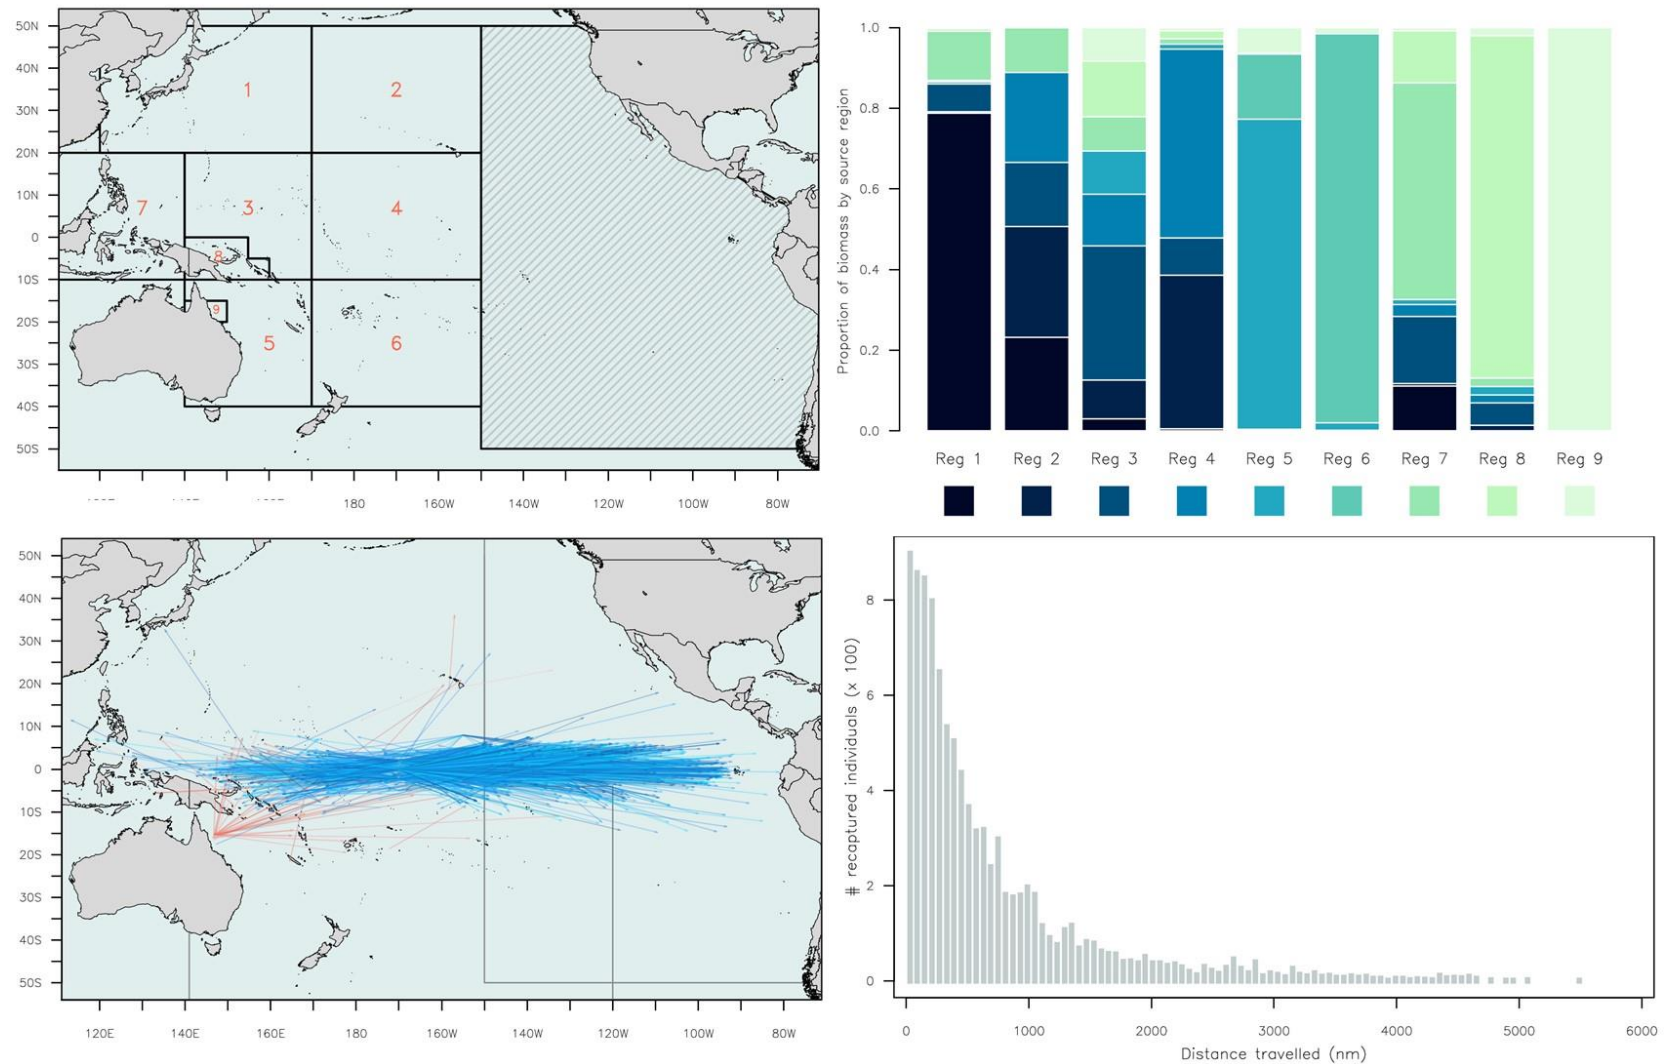 50N
40N
30N
20N
10N
0
10S
20S
30S
40S
50S
1
2
7
3
4
8
9
5
6
180
160W
140W
120W
100W
80W
Proportion of biomass by source region
1.0
0.8
0.6
0.4
0.2
0.0
Reg 1 Reg 2 Reg 3 Reg 4 Reg 5 Reg 6 Reg 7 Reg 8 Reg 9
50N
40N
30N
20N
10N
0
10S
20S
30S
40S
50S
120E 140E 160E 180 160W 140W 120W 100W 80W
# recaptured individuals (x 100)
8
6
4
2
0
0 1000 2000 3000 4000 5000 6000
Distance travelled (nm)